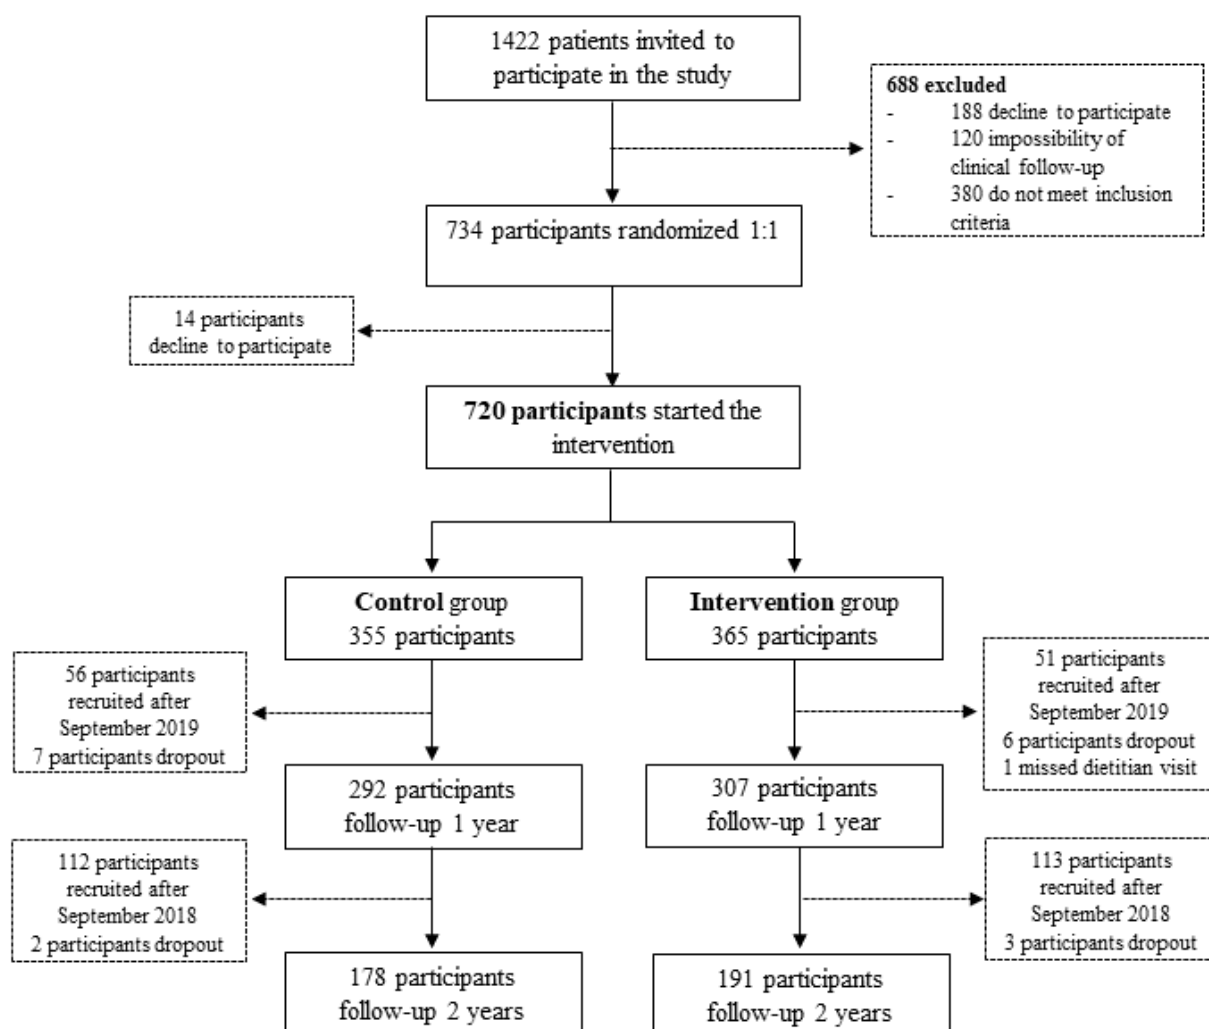 1422 patients invited to
participate in the study
688 excluded
- 188 decline to participate
- 120 impossibility of
clinical follow-up
- 380 do not meet inclusion
criteria
734 participants randomized 1:1
14 participants
decline to participate
720 participants started the
intervention
Control group
355 participants
Intervention group
365 participants
56 participants
recruited after
September 2019
7 participants dropout
51 participants
recruited after
September 2019
6 participants dropout
1 missed dietitian visit
292 participants
follow-up 1 year
307 participants
follow-up 1 year
112 participants
recruited after
September 2018
2 participants dropout
113 participants
recruited after
September 2018
3 participants dropout
178 participants
follow-up 2 years
191 participants
follow-up 2 years